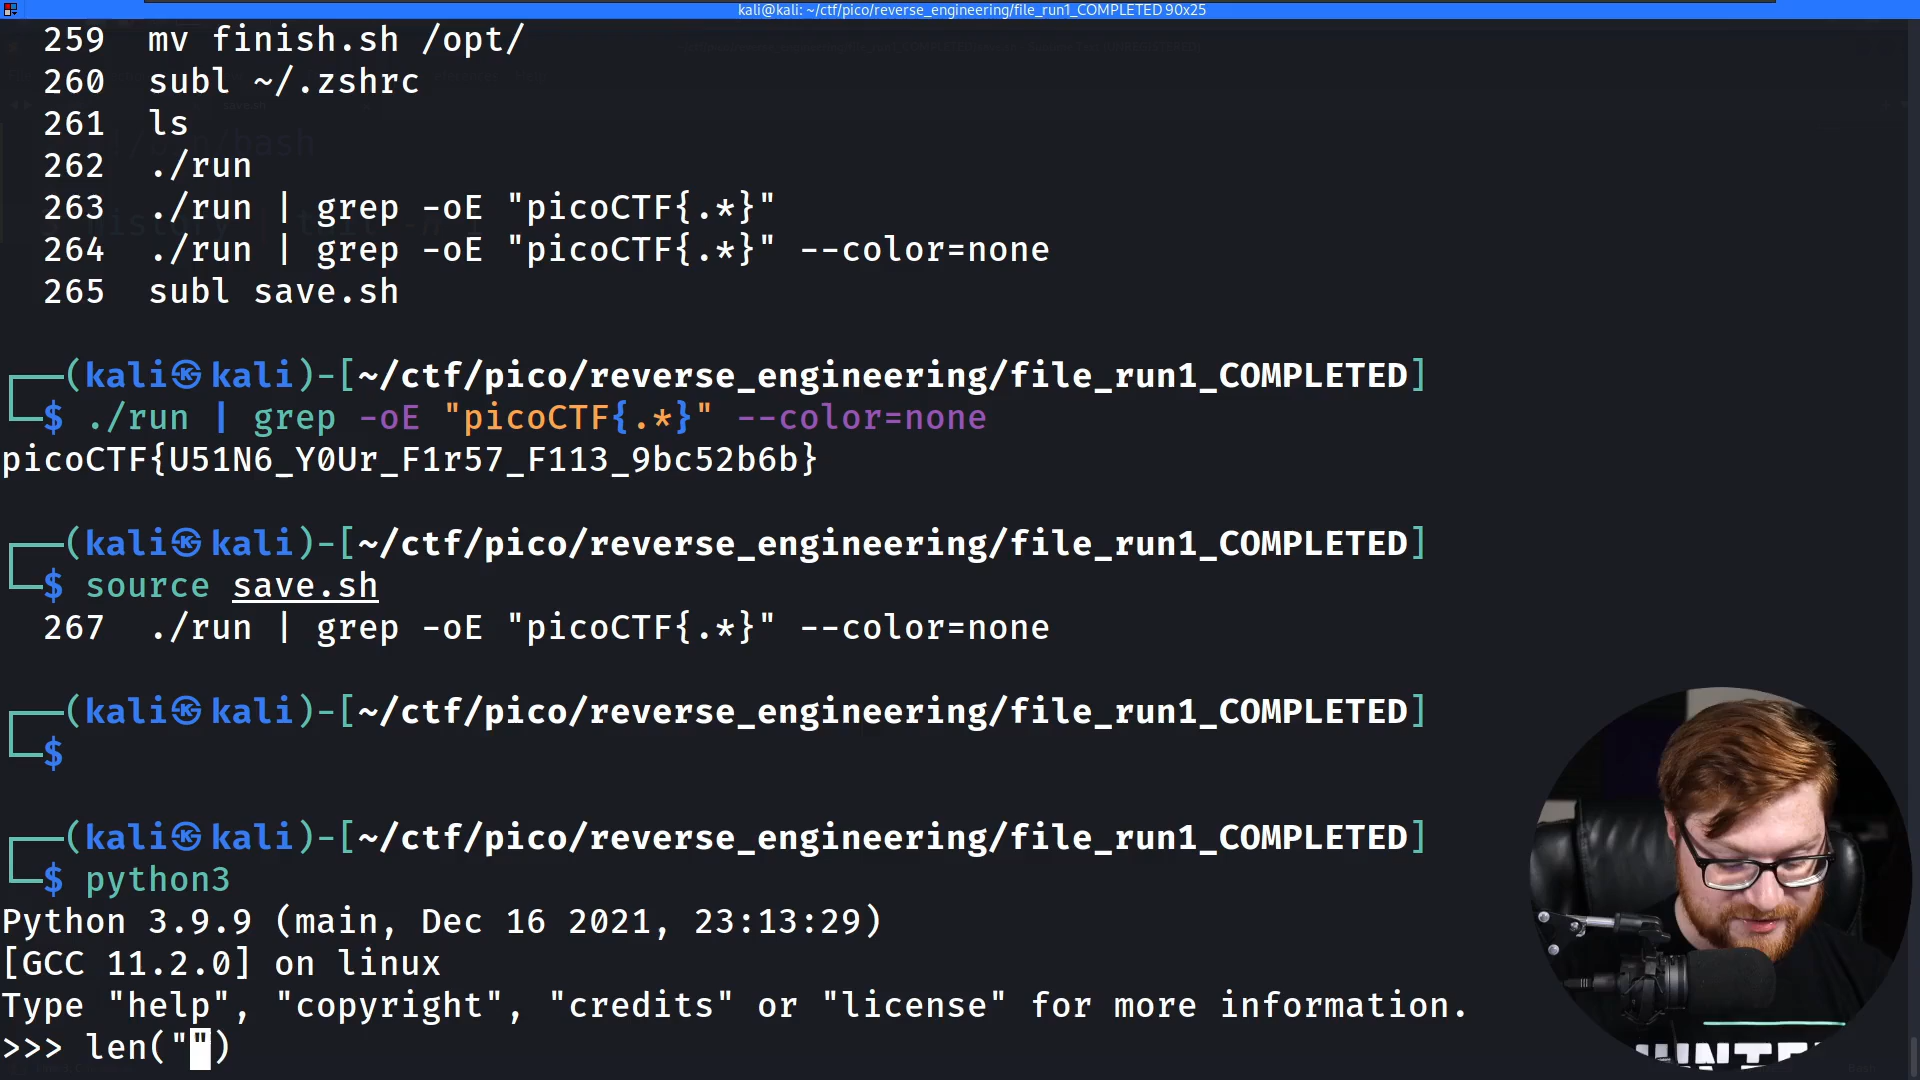 kali@kali: ~/ctf/pico/reverse_engineering/file_run1_COMPLETED 90x25
259 mv finish.sh /opt/
260 subl ~/.zshrc
261 ls
262 ./run
263 ./run | grep -oE "picoCTF{.*}"
264 ./run | grep -oE "picoCTF{.*}" --color=none
265 subl save.sh
┌──(kali㉿kali)-[~/ctf/pico/reverse_engineering/file_run1_COMPLETED]
└─$ ./run | grep -oE "picoCTF{.*}" --color=none
picoCTF{U51N6_Y0Ur_F1r57_F113_9bc52b6b}
┌──(kali㉿kali)-[~/ctf/pico/reverse_engineering/file_run1_COMPLETED]
└─$ source save.sh
267 ./run | grep -oE "picoCTF{.*}" --color=none
┌──(kali㉿kali)-[~/ctf/pico/reverse_engineering/file_run1_COMPLETED]
└─$
┌──(kali㉿kali)-[~/ctf/pico/reverse_engineering/file_run1_COMPLETED]
└─$ python3
Python 3.9.9 (main, Dec 16 2021, 23:13:29)
[GCC 11.2.0] on linux
Type "help", "copyright", "credits" or "license" for more information.
>>> len("")